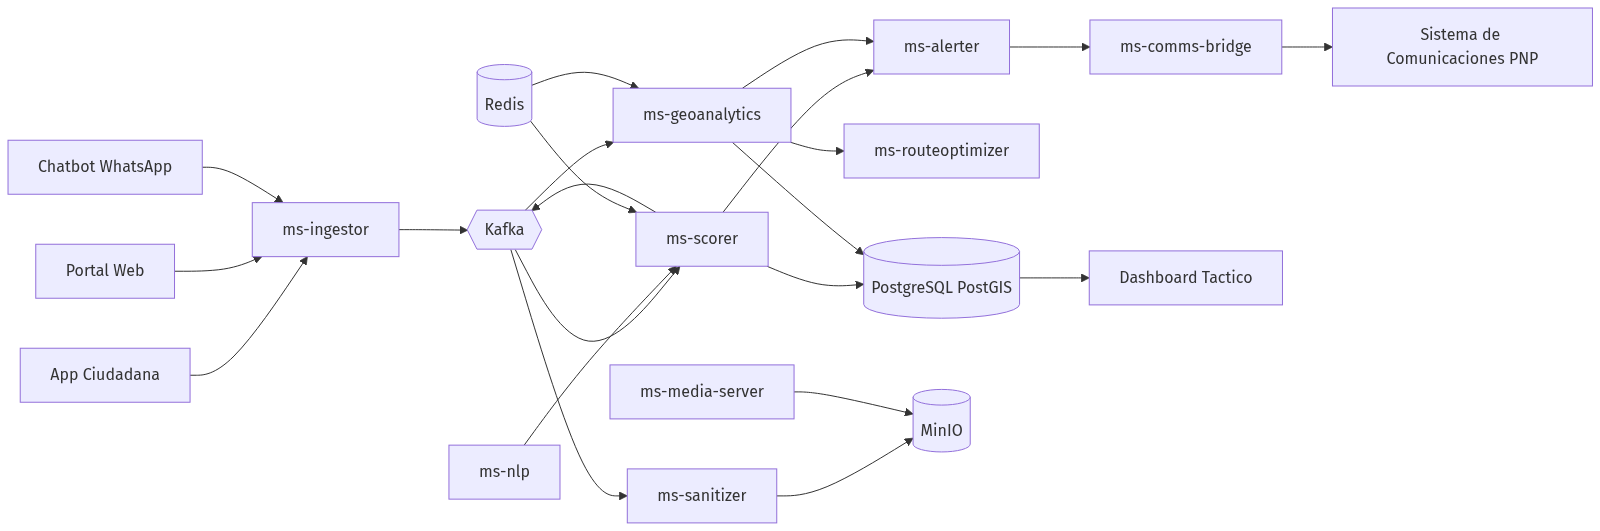 Chatbot WhatsApp
Portal Web
App Ciudadana
ms-ingestor
Redis
Kafka
ms-nlp
ms-geoanalytics
ms-scorer
ms-media-server
ms-sanitizer
ms-alerter
ms-routeoptimizer
PostgreSQL PostGIS
MinIO
ms-comms-bridge
Dashboard Tactico
Sistema de
Comunicaciones PNP